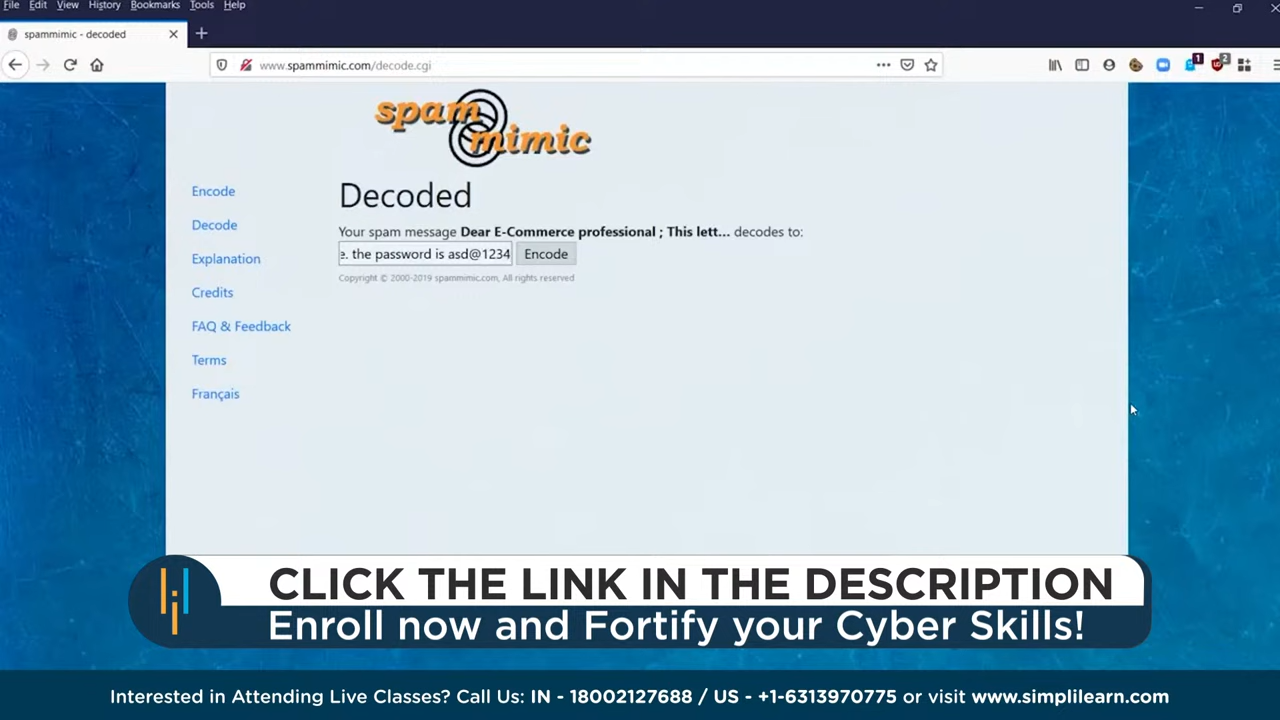 File Edit View History Bookmarks Tools Help
spammimic - decoded
www.spammimic.com/decode.cgi
1 2
spam mimic
Decoded
Encode
Your spam message Dear E-Commerce professional ; This lett... decodes to:
Decode
e. the password is asd@1234 Encode
Explanation
Copyright © 2000-2019 spammimic.com, All rights reserved
Credits
FAQ & Feedback
Terms
Français
CLICK THE LINK IN THE DESCRIPTION
Enroll now and Fortify your Cyber Skills!
Interested in Attending Live Classes? Call Us: IN - 18002127688 / US - +1-6313970775 or visit www.simplilearn.com